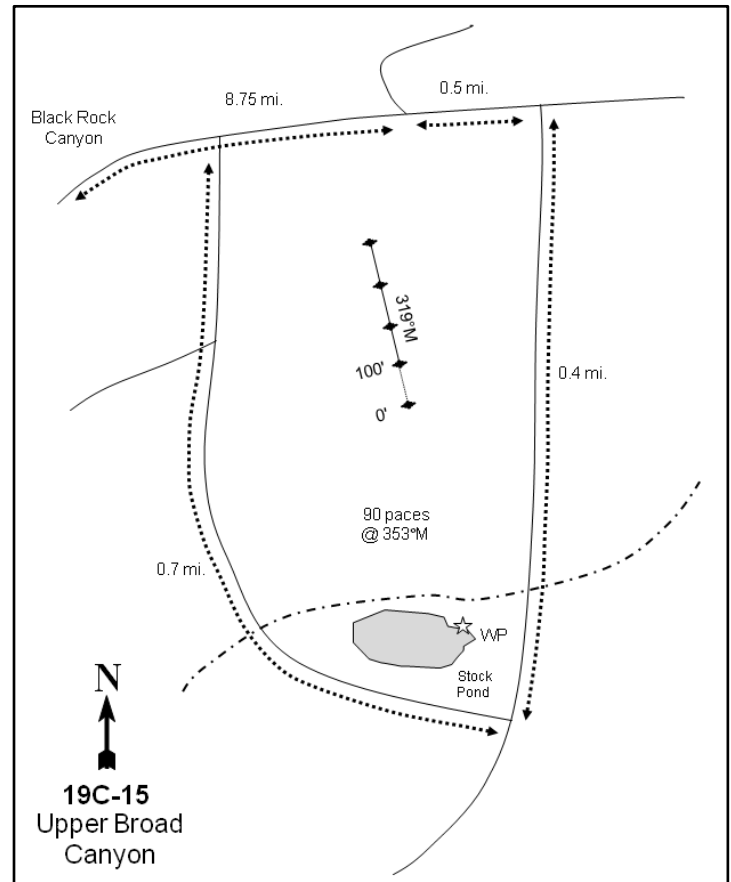 8.75 mi.
0.5 mi.
Black Rock
Canyon
319°M
100'
0'
0.4 mi.
90 paces
@ 353°M
0.7 mi.
WP
Stock
Pond
N
19C-15
Upper Broad
Canyon